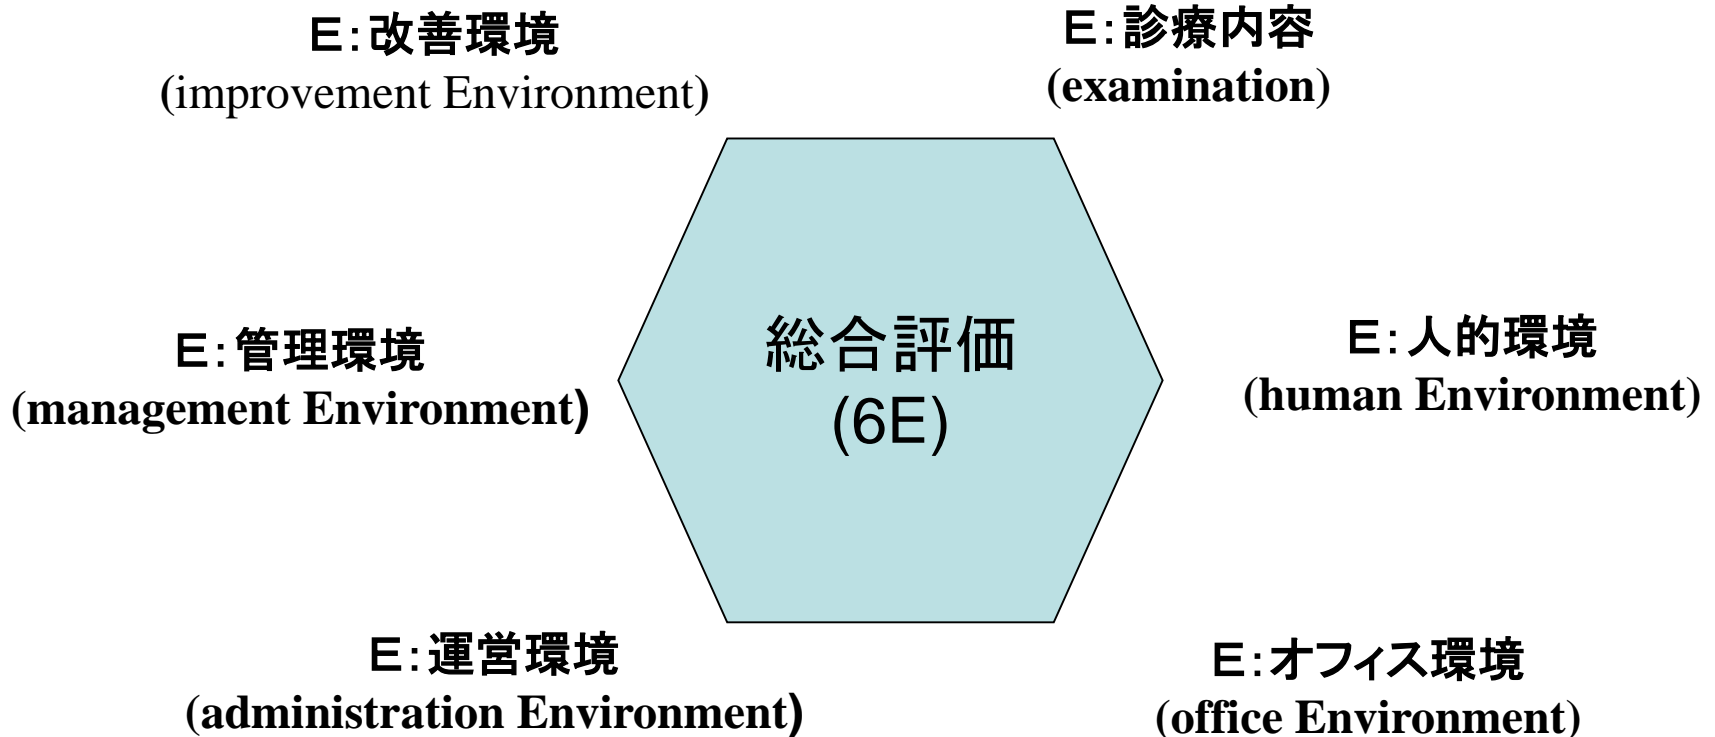 E:改善環境
(improvement Environment)
E:診療内容
(examination)
E:管理環境
(management Environment)
総合評価
(6E)
E:人的環境
(human Environment)
E:運営環境
(administration Environment)
E:オフィス環境
(office Environment)